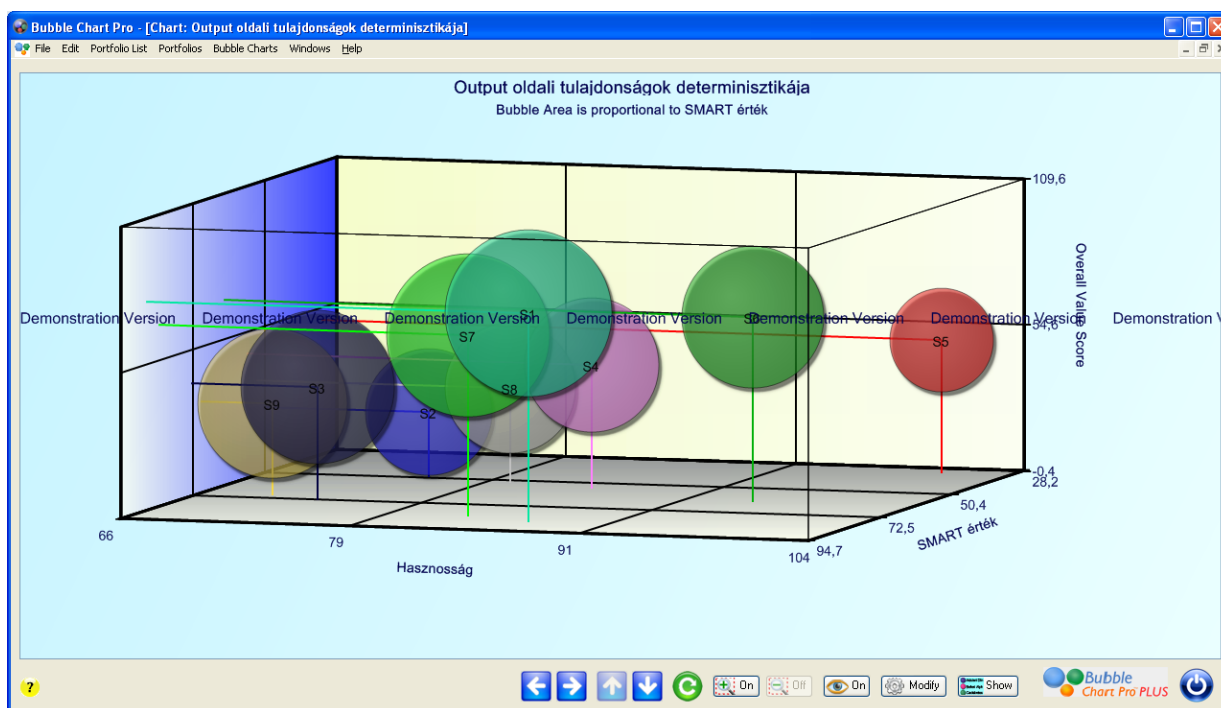 Bubble Chart Pro - [Chart: Output oldali tulajdonságok determinisztikája]
File Edit Portfolio List Portfolios Bubble Charts Windows Help
Output oldali tulajdonságok determinisztikája
Bubble Area is proportional to SMART érték
109,6
Overall Value Score
Demonstration Version Demonstration Version Demonstration Version Demonstration Version Demonstration Version Demonstration Version Demonstration V
S1
S7
S5
S4
S3
S8
S9
S2
-0,4
28,2
50,4
72,5
SMART érték
94,7
66
79
91
104
Hasznosság
? On Off On Modify Show
Bubble
Chart Pro PLUS